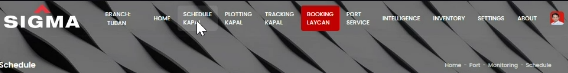 SIGMA
BRANCH: TUBAN
HOME
SCHEDULE KAPAL
PLOTTING KAPAL
TRACKING KAPAL
BOOKING LAYCAN
PORT SERVICE
INTELLIGENCE
INVENTORY
SETTINGS
ABOUT
Schedule
Home - Port - Monitoring - Schedule